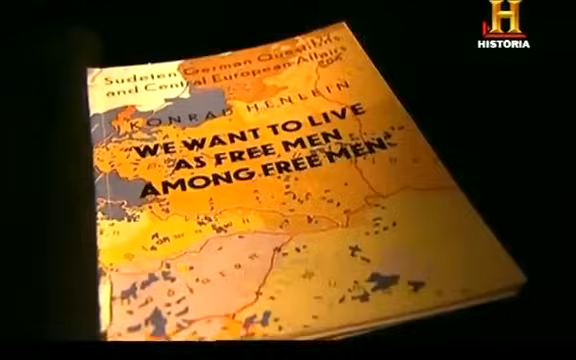 H
HISTORIA
Sudeten German Questions
and Central European Affairs
KONRAD HENLEIN
"WE WANT TO LIVE
AS FREE MEN
AMONG FREE MEN"